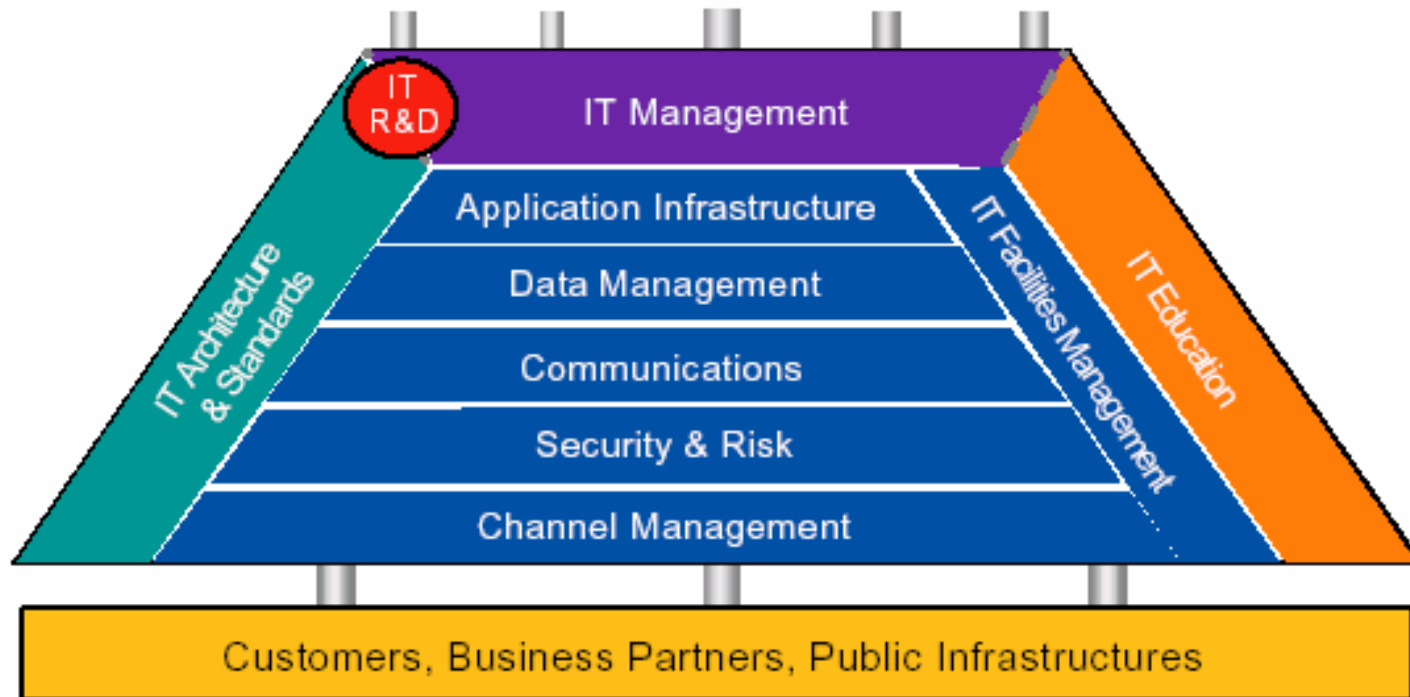 IT
R&D
IT Management
Application Infrastructure
Data Management
Communications
Security & Risk
Channel Management
IT Architecture
& Standards
IT Facilities Management
IT Education
Customers, Business Partners, Public Infrastructures